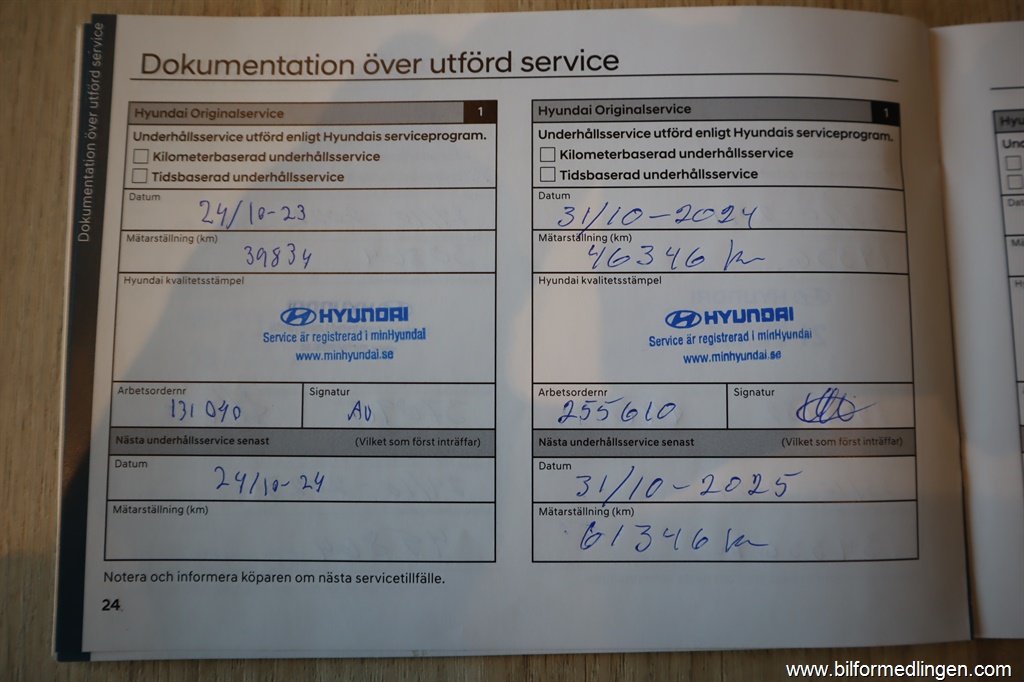 Dokumentation över utförd service
Dokumentation över utförd service
Hyundai Originalservice 1
Underhållsservice utförd enligt Hyundais serviceprogram.
Kilometerbaserad underhållsservice
Tidsbaserad underhållsservice
Datum
24/10-23
Mätarställning (km)
39834
Hyundai kvalitetsstämpel
HYUNDAI
Service är registrerad i minHyundai
www.minhyundai.se
Arbetsordernr
131040
Signatur
AU
Nästa underhållsservice senast (Vilket som först inträffar)
Datum
24/10-24
Mätarställning (km)
Hyundai Originalservice 1
Underhållsservice utförd enligt Hyundais serviceprogram.
Kilometerbaserad underhållsservice
Tidsbaserad underhållsservice
Datum
31/10-2024
Mätarställning (km)
46346 km
Hyundai kvalitetsstämpel
HYUNDAI
Service är registrerad i minHyundai
www.minhyundai.se
Arbetsordernr
255610
Signatur
Nästa underhållsservice senast (Vilket som först inträffar)
Datum
31/10-2025
Mätarställning (km)
61346 km
Notera och informera köparen om nästa servicetillfälle.
24
www.bilformedlingen.com